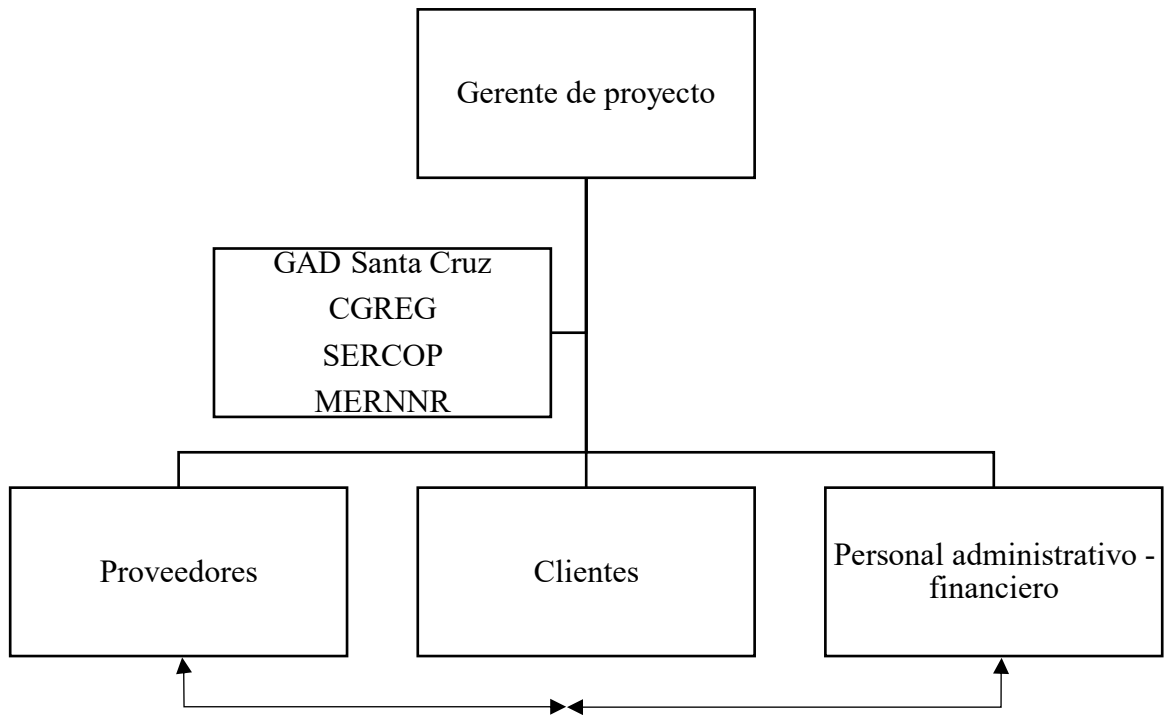 Gerente de proyecto
GAD Santa Cruz
CGREG
SERCOP
MERNNR
Proveedores
Clientes
Personal administrativo -
financiero